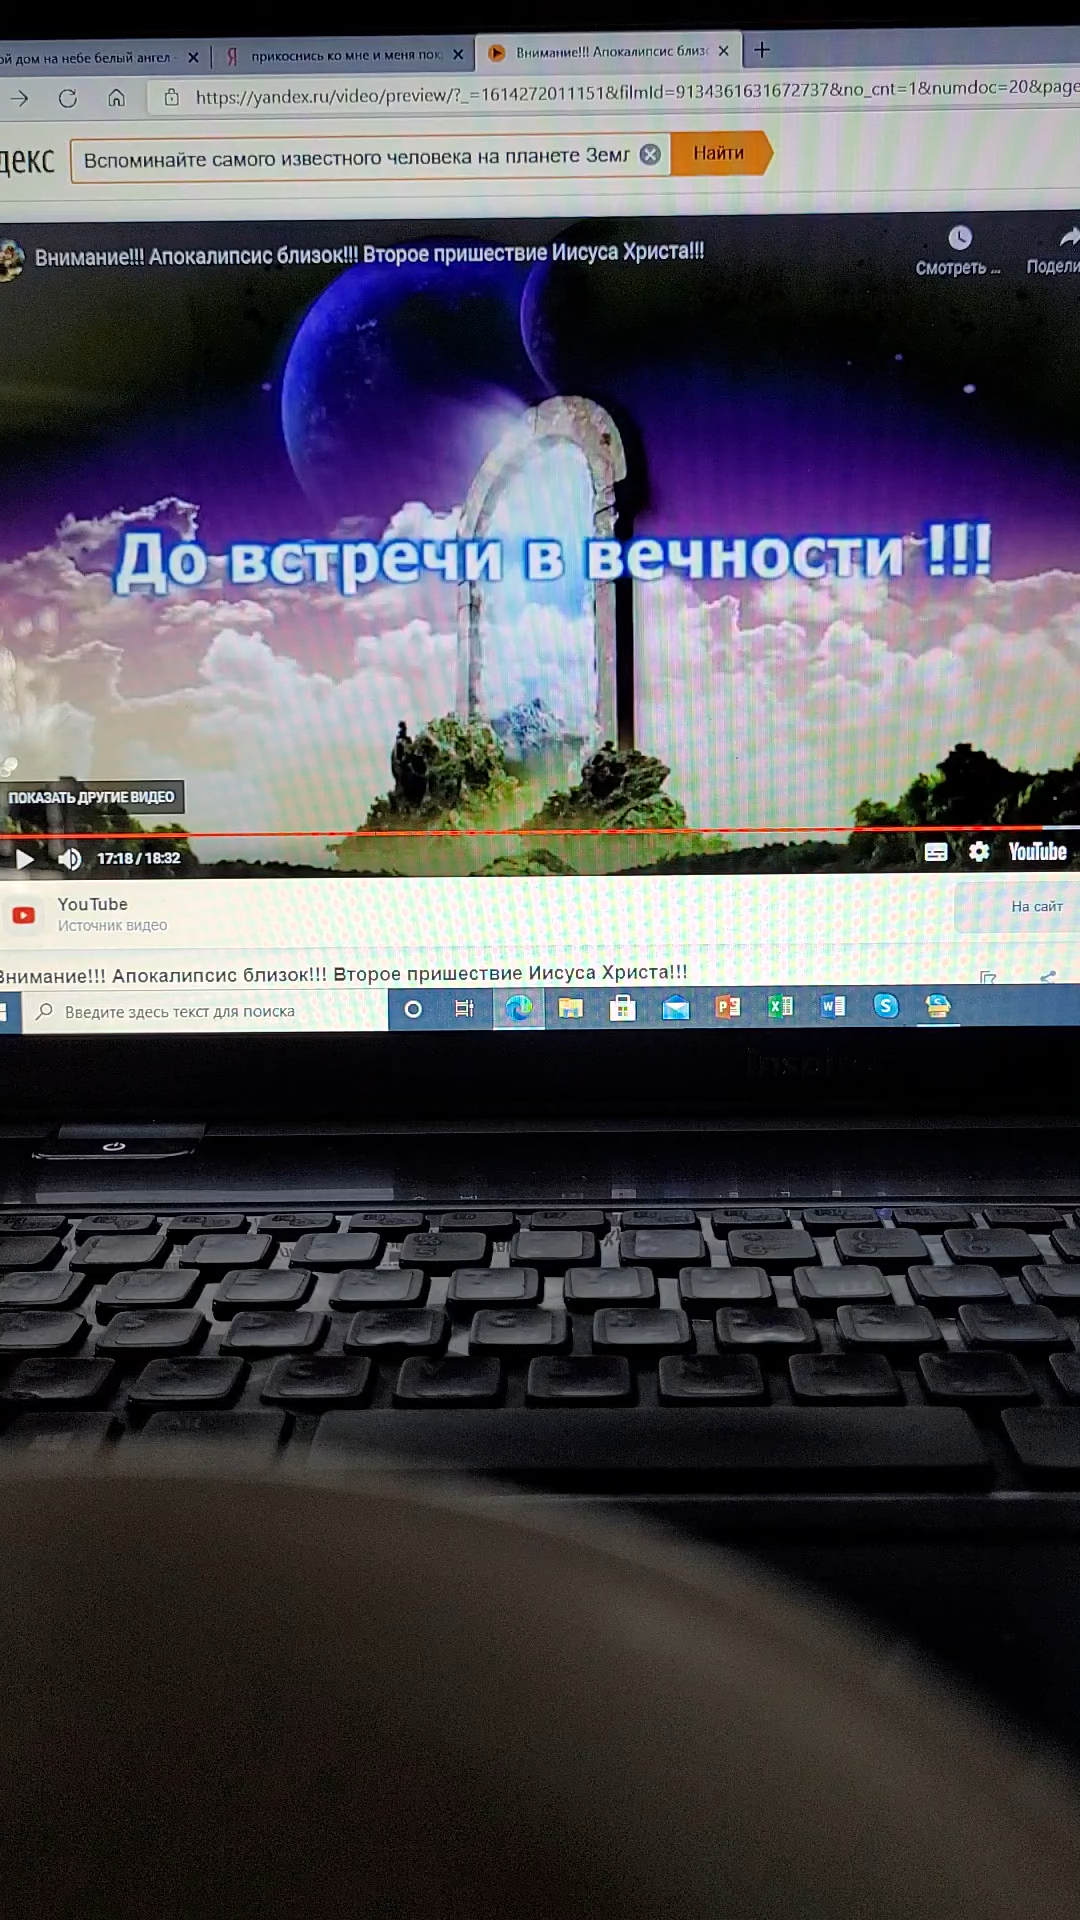 ой дом на небе белый ангел
Я прикоснись ко мне и меня пок
Внимание!!! Апокалипсис близ
https://yandex.ru/video/preview/?_=1614272011151&filmId=9134361631672737&no_cnt=1&numdoc=20&page
декс
Вспоминайте самого известного человека на планете Земл
Найти
Внимание!!! Апокалипсис близок!!! Второе пришествие Иисуса Христа!!!
Смотреть ...
Подели
До встречи в вечности !!!
ПОКАЗАТЬ ДРУГИЕ ВИДЕО
17:18 / 18:32
YouTube
YouTube
Источник видео
На сайт
Внимание!!! Апокалипсис близок!!! Второе пришествие Иисуса Христа!!!
Введите здесь текст для поиска